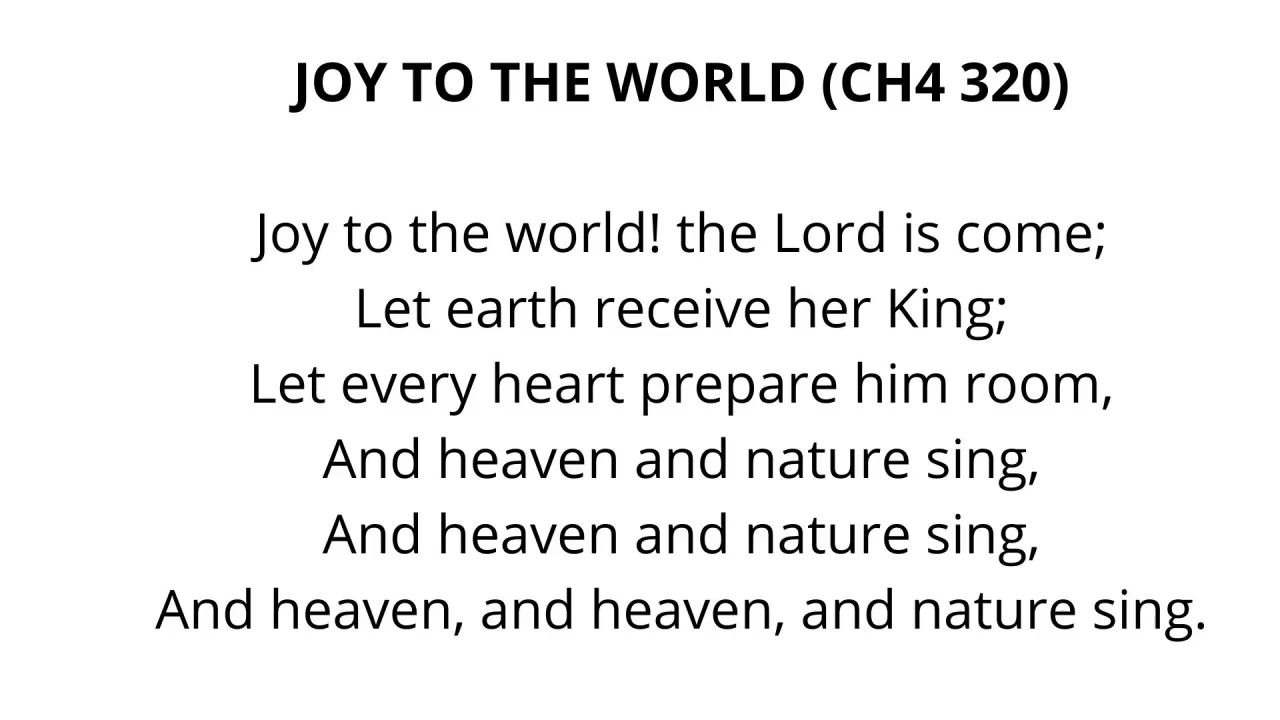 JOY TO THE WORLD (CH4 320)
Joy to the world! the Lord is come;
Let earth receive her King;
Let every heart prepare him room,
And heaven and nature sing,
And heaven and nature sing,
And heaven, and heaven, and nature sing.